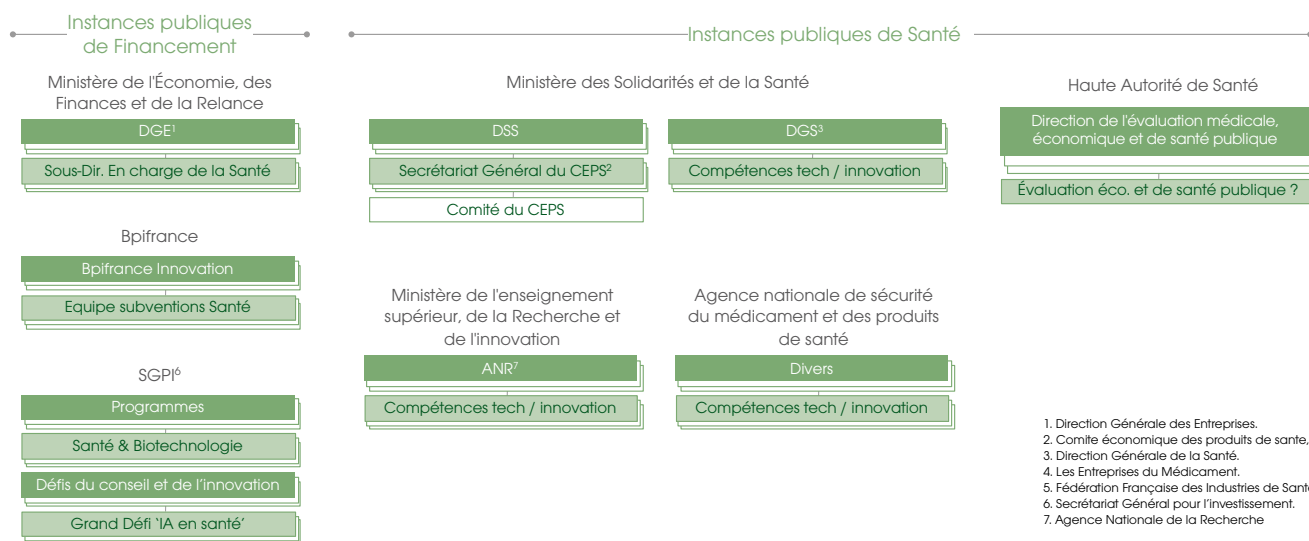 Instances publiques
de Financement
Ministère de l'Économie, des
Finances et de la Relance
DGE¹
Sous-Dir. En charge de la Santé
Bpifrance
Bpifrance Innovation
Equipe subventions Santé
SGPI⁶
Programmes
Santé & Biotechnologie
Défis du conseil et de l'innovation
Grand Défi 'IA en santé'
Instances publiques de Santé
Ministère des Solidarités et de la Santé
DSS
Secrétariat Général du CEPS²
Comité du CEPS
DGS³
Compétences tech / innovation
Haute Autorité de Santé
Direction de l'évaluation médicale,
économique et de santé publique
Évaluation éco. et de santé publique ?
Ministère de l'enseignement
supérieur, de la Recherche et
de l'innovation
ANR⁷
Compétences tech / innovation
Agence nationale de sécurité
du médicament et des produits
de santé
Divers
Compétences tech / innovation
1. Direction Générale des Entreprises.
2. Comite économique des produits de sante,
3. Direction Générale de la Santé.
4. Les Entreprises du Médicament.
5. Fédération Française des Industries de Santé
6. Secrétariat Général pour l'investissement.
7. Agence Nationale de la Recherche